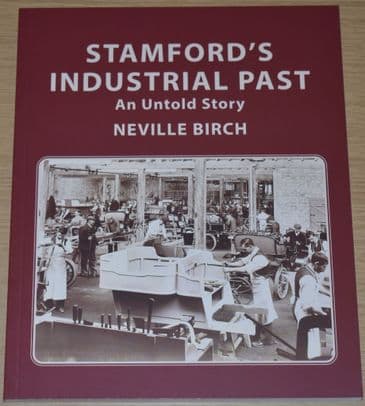 STAMFORD'S
INDUSTRIAL PAST
An Untold Story
NEVILLE BIRCH